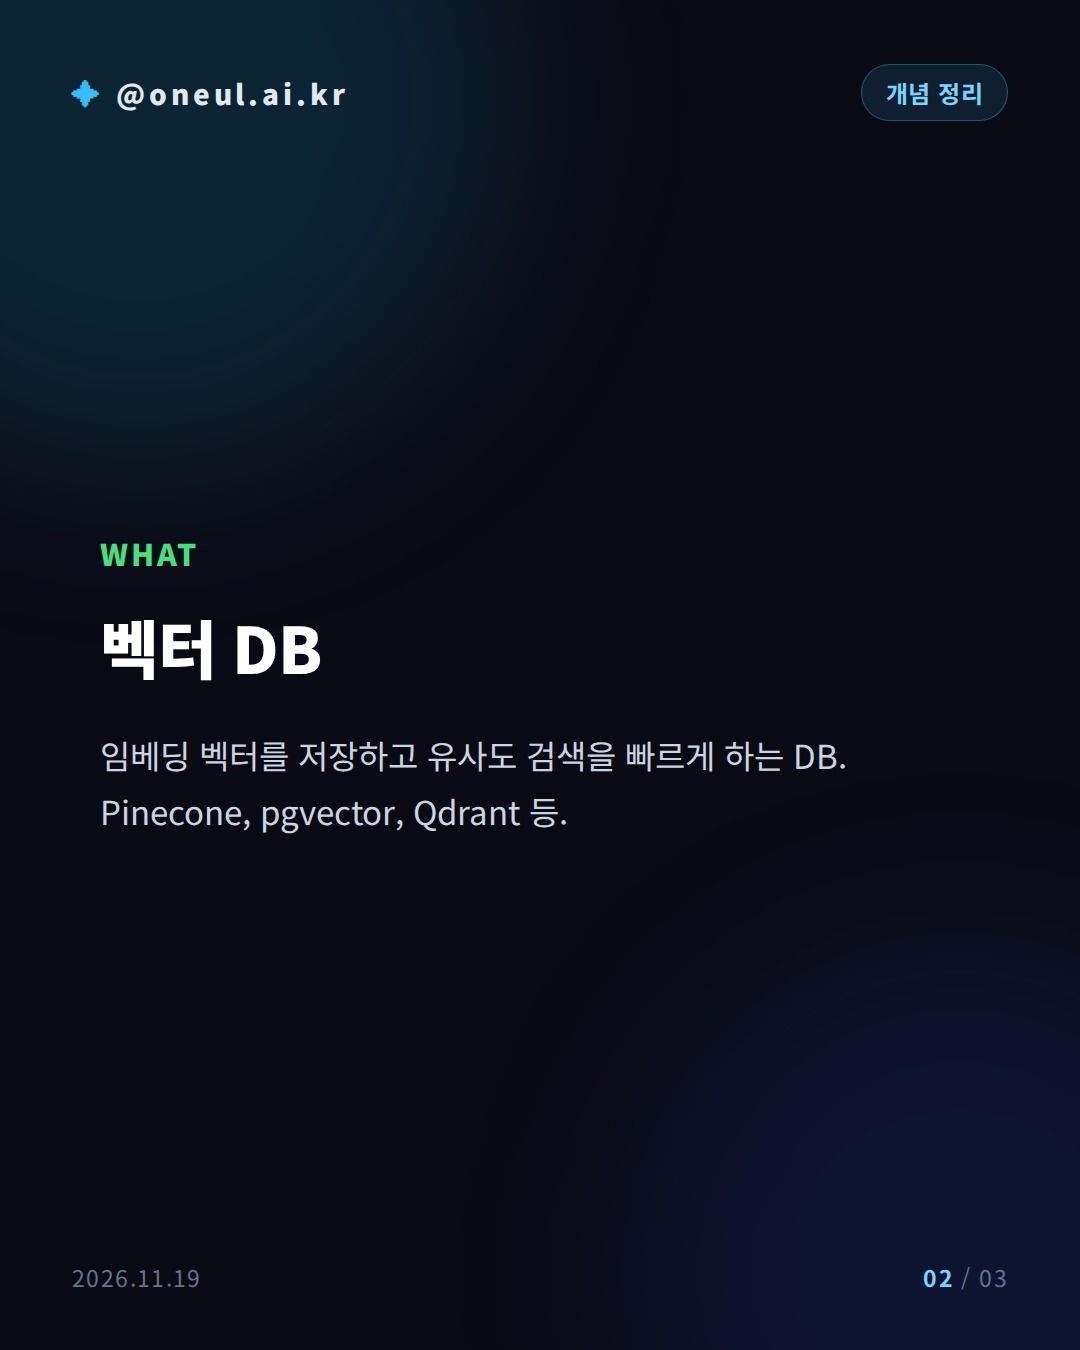 @oneul.ai.kr
개념 정리
WHAT
벡터 DB
임베딩 벡터를 저장하고 유사도 검색을 빠르게 하는 DB.
Pinecone, pgvector, Qdrant 등.
2026.11.19
02 / 03